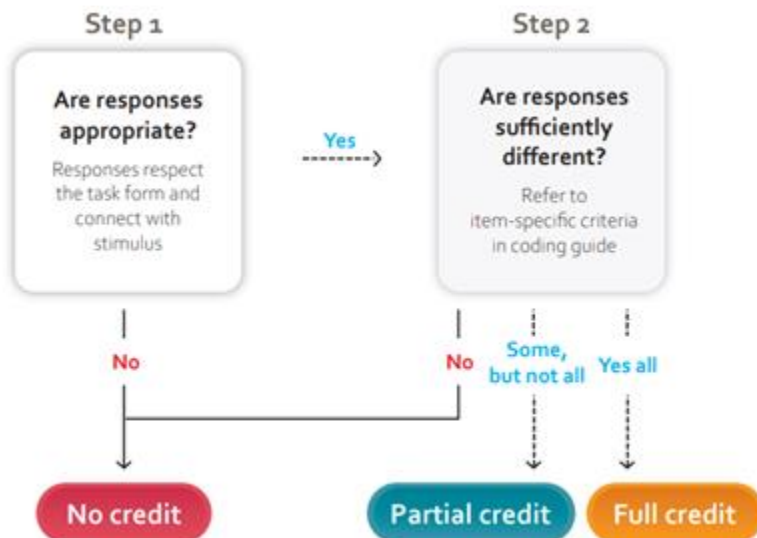 Step 1
Are responses
appropriate?
Responses respect
the task form and
connect with
stimulus
Yes
Step 2
Are responses
sufficiently
different?
Refer to
item-specific criteria
in coding guide
No
No
Some,
but not all
Yes all
No credit
Partial credit
Full credit